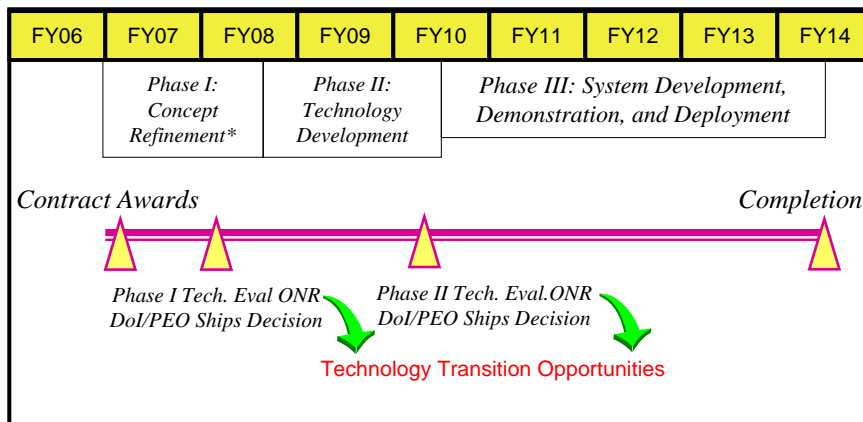 FY06 FY07 FY08 FY09 FY10 FY11 FY12 FY13 FY14
Phase I:
Concept
Refinement*
Phase II:
Technology
Development
Phase III: System Development,
Demonstration, and Deployment
Contract Awards
Completion
Phase I Tech. Eval ONR
DoI/PEO Ships Decision
Phase II Tech. Eval.ONR
DoI/PEO Ships Decision
Technology Transition Opportunities